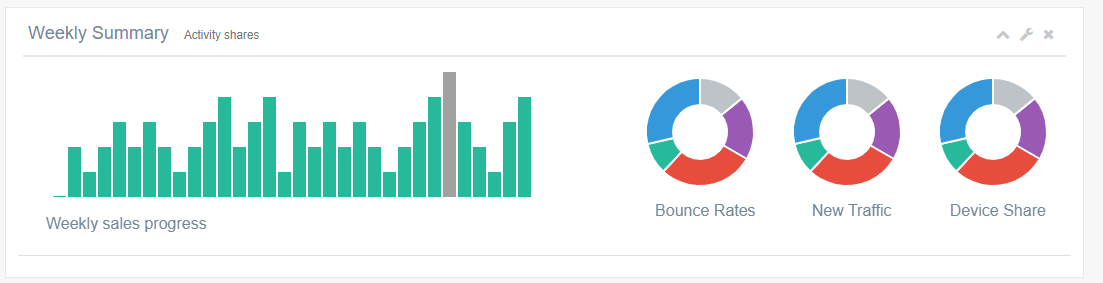 Weekly Summary Activity shares
Weekly sales progress
Bounce Rates
New Traffic
Device Share